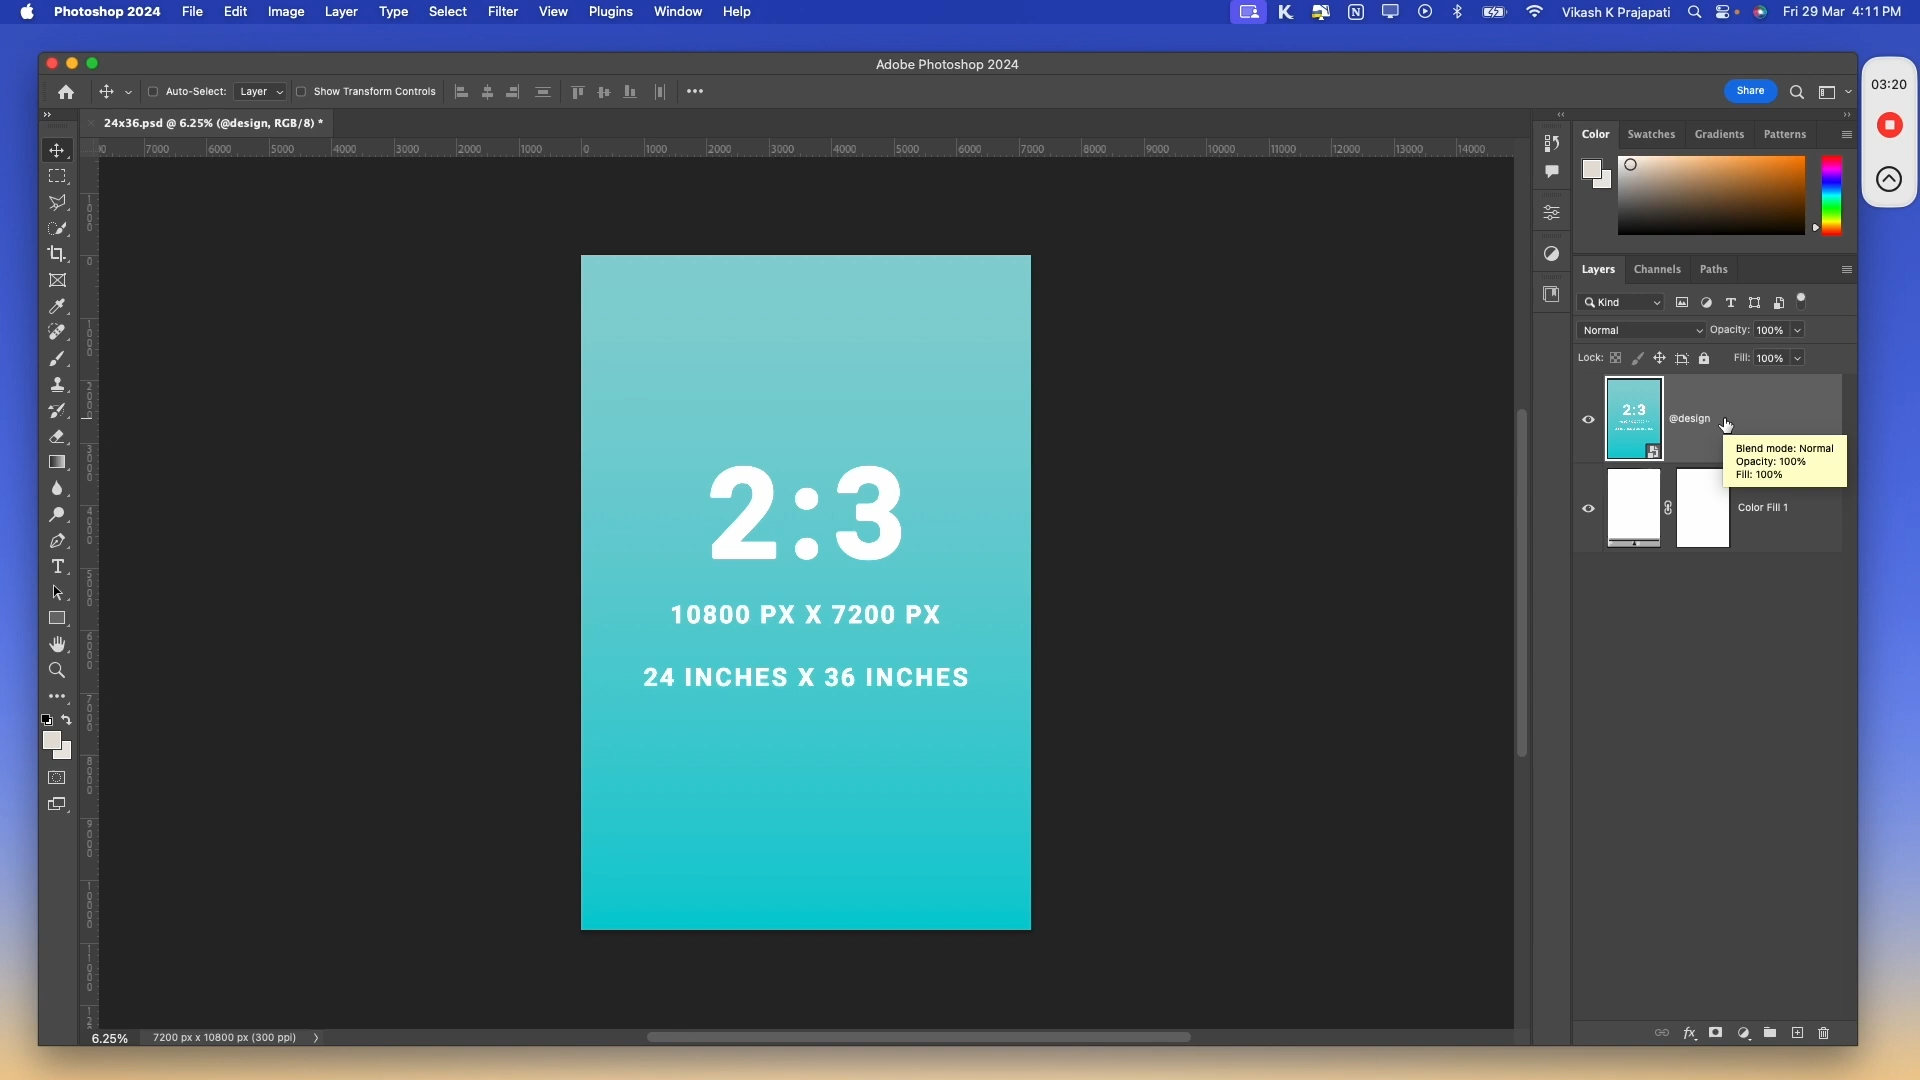 Photoshop 2024 File Edit Image Layer Type Select Filter View Plugins Window Help Vikash K Prajapati Fri 29 Mar 4:11 PM
Adobe Photoshop 2024
03:20
Auto-Select: Layer Show Transform Controls Share
24x36.psd @ 6.25% (@design, RGB/8) *
Color Swatches Gradients Patterns
7000 6000 5000 4000 3000 2000 1000 0 1000 2000 3000 4000 5000 6000 7000 8000 9000 10000 11000 12000 13000 14000
Layers Channels Paths
Kind
Normal Opacity: 100%
Lock: Fill: 100%
2:3
@design
Blend mode: Normal
Opacity: 100%
Fill: 100%
Color Fill 1
2:3
10800 PX X 7200 PX
24 INCHES X 36 INCHES
6.25% 7200 px x 10800 px (300 ppi)